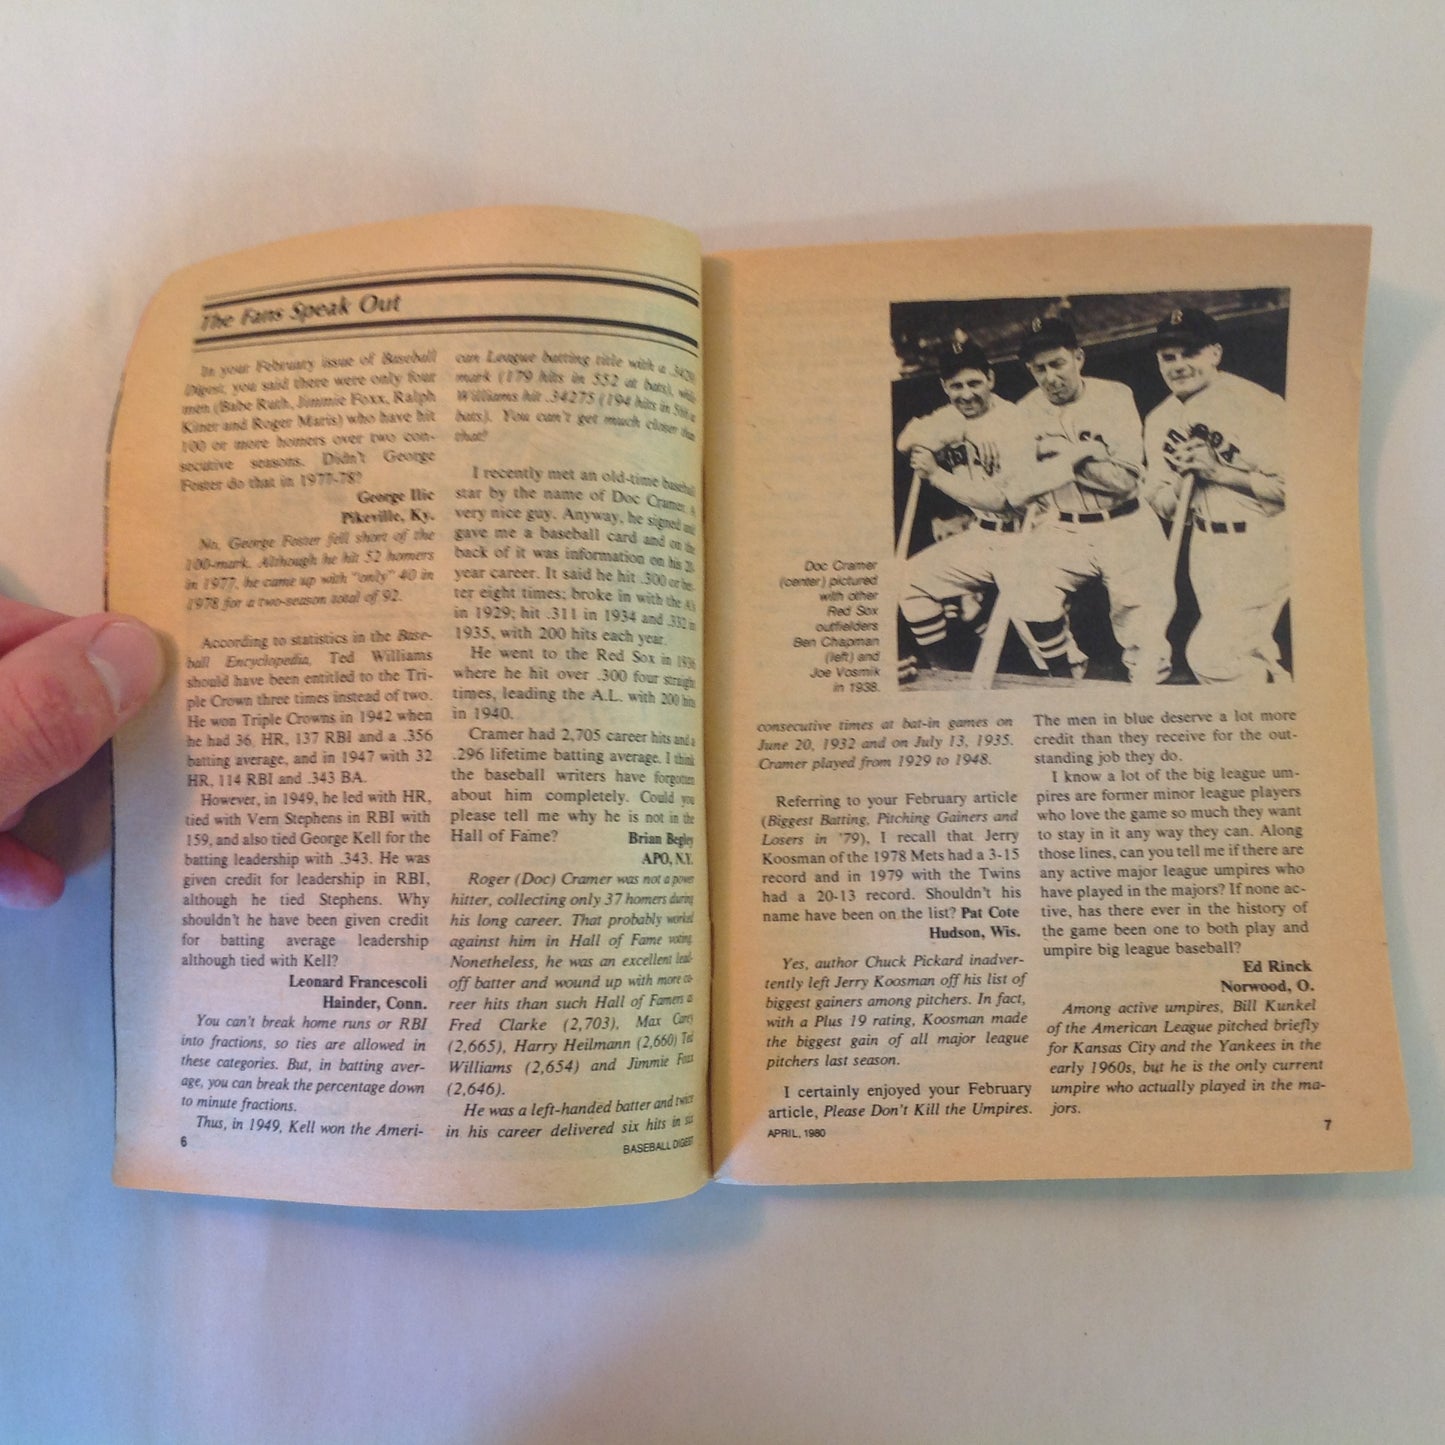 The Fans Speak Out
In your February issue of Baseball
Digest, you said there were only four
men (Babe Ruth, Jimmie Foxx, Ralph
Kiner and Roger Maris) who have hit
100 or more homers over two con-
secutive seasons. Didn't George
Foster do that in 1977-78?
George Ilic
Pikeville, Ky.
No, George Foster fell short of the
100-mark. Although he hit 52 homers
in 1977, he came up with "only" 40 in
1978 for a two-season total of 92.
According to statistics in the Base-
ball Encyclopedia, Ted Williams
should have been entitled to the Tri-
ple Crown three times instead of two.
He won Triple Crowns in 1942 when
he had 36, HR, 137 RBI and a .356
batting average, and in 1947 with 32
HR, 114 RBI and .343 BA.
However, in 1949, he led with HR,
tied with Vern Stephens in RBI with
159, and also tied George Kell for the
batting leadership with .343. He was
given credit for leadership in RBI,
although he tied Stephens. Why
shouldn't he have been given credit
for batting average leadership
although tied with Kell?
Leonard Francescoli
Hainder, Conn.
You can't break home runs or RBI
into fractions, so ties are allowed in
these categories. But, in batting aver-
age, you can break the percentage down
to minute fractions.
Thus, in 1949, Kell won the Ameri-
6
can League batting title with a .3429
mark (179 hits in 552 at bats), while
Williams hit .34275 (194 hits in 566 at
bats). You can't get much closer than
that!
I recently met an old-time baseball
star by the name of Doc Cramer. A
very nice guy. Anyway, he signed and
gave me a baseball card and on the
back of it was information on his 20-
year career. It said he hit .300 or bet-
ter eight times; broke in with the A's
in 1929; hit .311 in 1934 and .332 in
1935, with 200 hits each year.
He went to the Red Sox in 1936
where he hit over .300 four straight
times, leading the A.L. with 200 hits
in 1940.
Cramer had 2,705 career hits and a
.296 lifetime batting average. I think
the baseball writers have forgotten
about him completely. Could you
please tell me why he is not in the
Hall of Fame? Brian Begley
APO, N.Y.
Roger (Doc) Cramer was not a power
hitter, collecting only 37 homers during
his long career. That probably worked
against him in Hall of Fame voting.
Nonetheless, he was an excellent lead-
off batter and wound up with more ca-
reer hits than such Hall of Famers as
Fred Clarke (2,703), Max Carey
(2,665), Harry Heilmann (2,660) Ted
Williams (2,654) and Jimmie Foxx
(2,646).
He was a left-handed batter and twice
in his career delivered six hits in six
BASEBALL DIGEST
Doc Cramer
(center) pictured
with other
Red Sox
outfielders
Ben Chapman
(left) and
Joe Vosmik
in 1938.
B
B
RED SOX
consecutive times at bat-in games on
June 20, 1932 and on July 13, 1935.
Cramer played from 1929 to 1948.
Referring to your February article
(Biggest Batting, Pitching Gainers and
Losers in '79), I recall that Jerry
Koosman of the 1978 Mets had a 3-15
record and in 1979 with the Twins
had a 20-13 record. Shouldn't his
name have been on the list? Pat Cote
Hudson, Wis.
Yes, author Chuck Pickard inadver-
tently left Jerry Koosman off his list of
biggest gainers among pitchers. In fact,
with a Plus 19 rating, Koosman made
the biggest gain of all major league
pitchers last season.
I certainly enjoyed your February
article, Please Don't Kill the Umpires.
APRIL, 1980
The men in blue deserve a lot more
credit than they receive for the out-
standing job they do.
I know a lot of the big league um-
pires are former minor league players
who love the game so much they want
to stay in it any way they can. Along
those lines, can you tell me if there are
any active major league umpires who
have played in the majors? If none ac-
tive, has there ever in the history of
the game been one to both play and
umpire big league baseball?
Ed Rinck
Norwood, O.
Among active umpires, Bill Kunkel
of the American League pitched briefly
for Kansas City and the Yankees in the
early 1960s, but he is the only current
umpire who actually played in the ma-
jors.
7